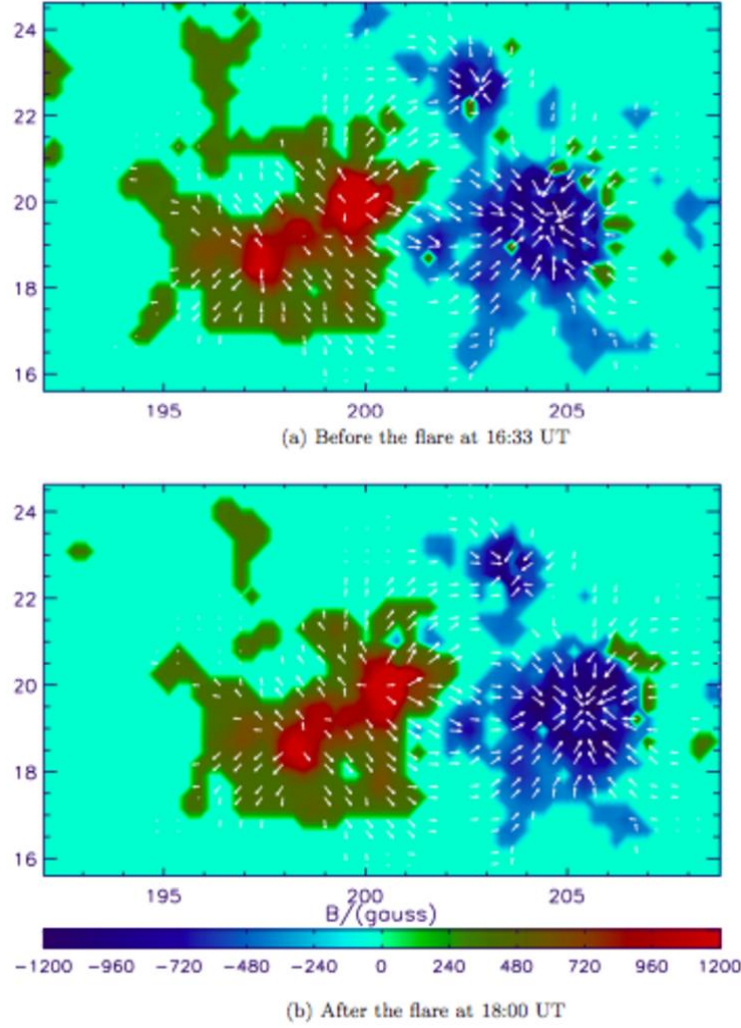 24
22
20
18
16
195 200 205
(a) Before the flare at 16:33 UT
24
22
20
18
16
195 200 205
B/(gauss)
−1200 −960 −720 −480 −240 0 240 480 720 960 1200
(b) After the flare at 18:00 UT